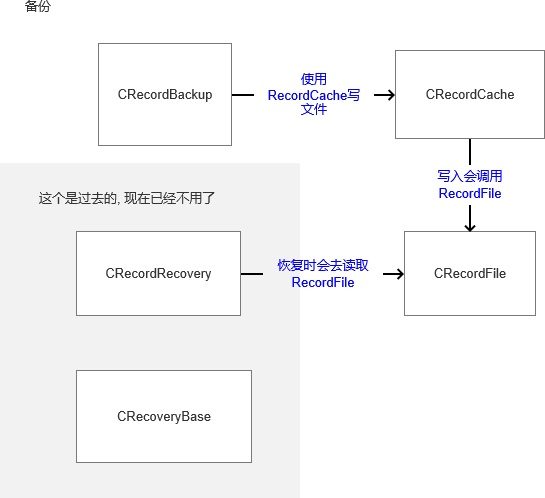 备份
CRecordBackup
使用
RecordCache写
文件
CRecordCache
写入会调用
RecordFile
这个是过去的, 现在已经不用了
CRecordRecovery
恢复时会去读取
RecordFile
CRecordFile
CRecoveryBase